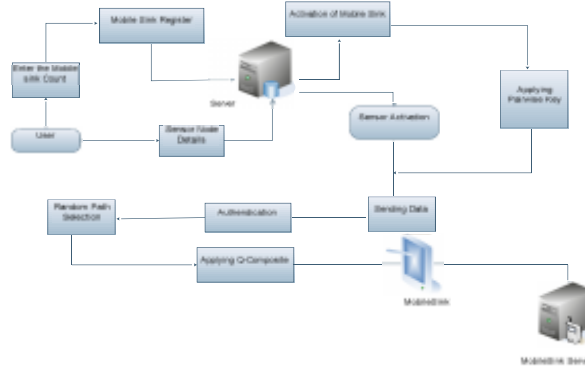 Mobile Sink Register
Activation of Mobile Sink
Enter the Mobile
sink Count
Server
Applying
Pairwise Key
User
Sensor Node
Details
Sensor Activation
Random Path
Selection
Authentication
Sending Data
Applying Q-Composite
MobileSink
MobileSink Serve